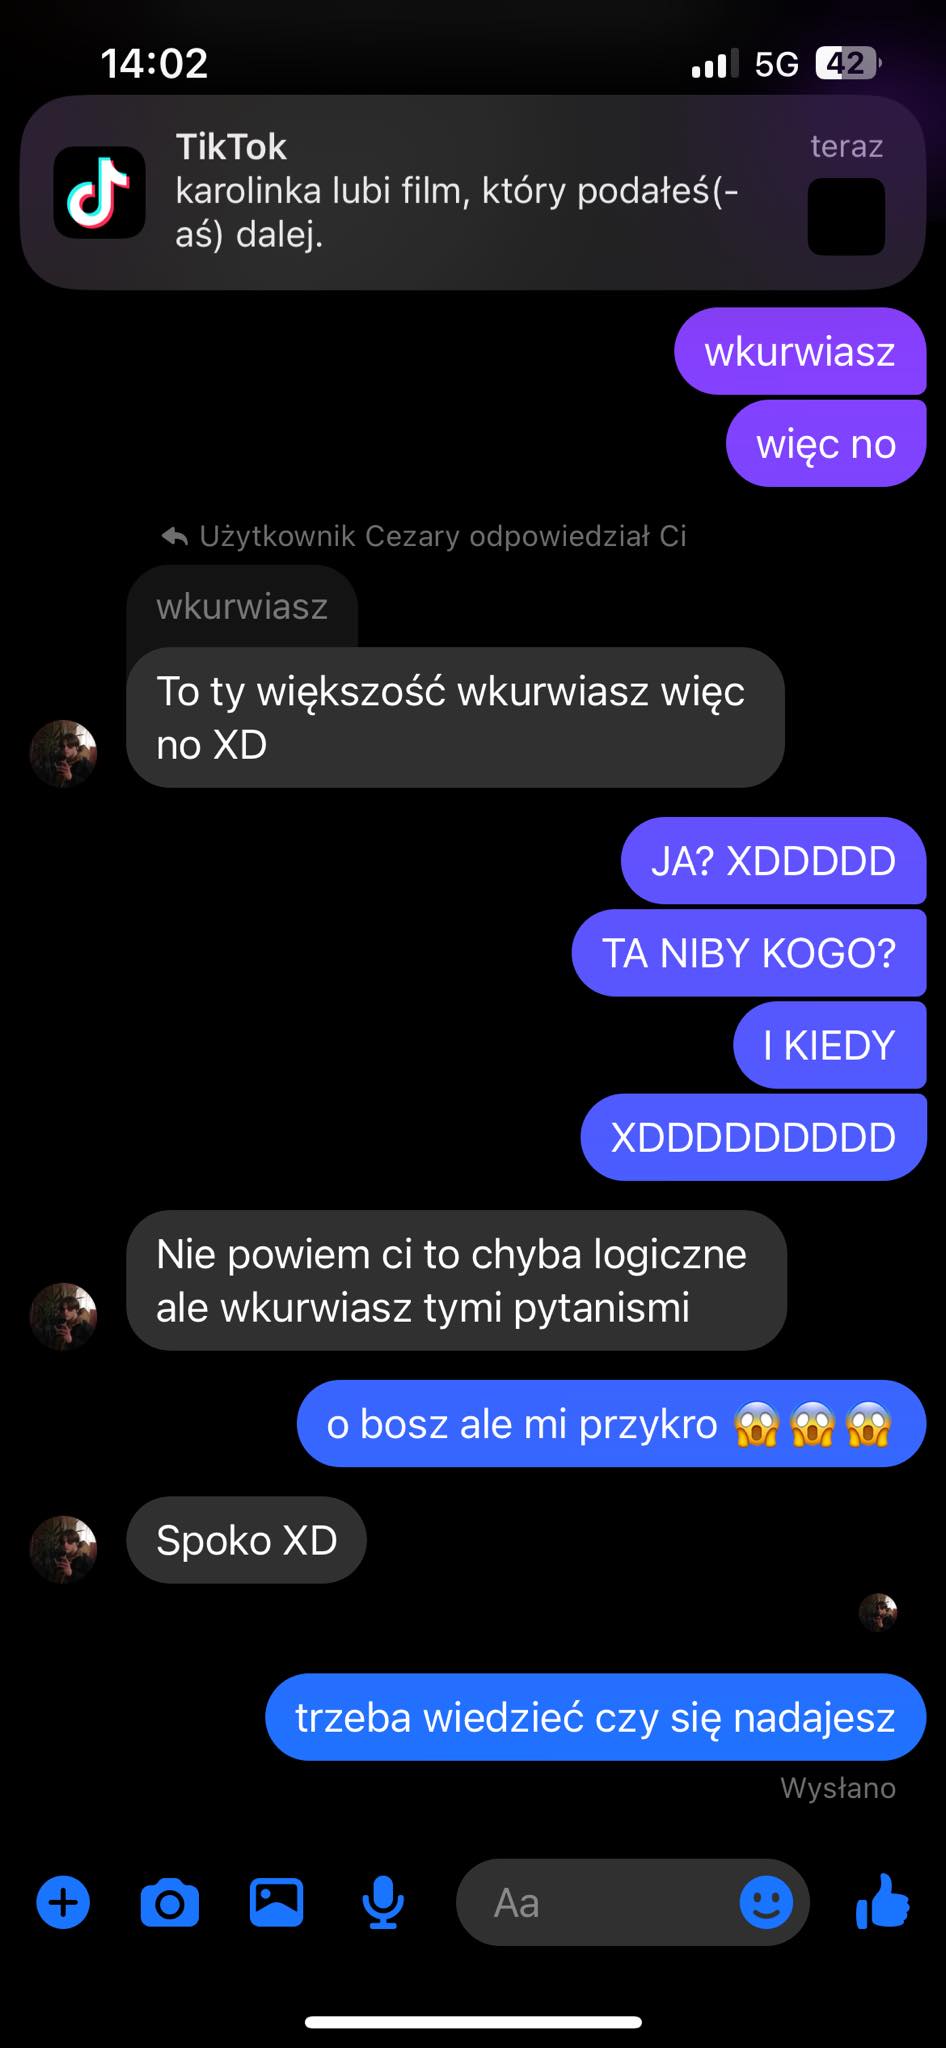 14:02
5G 42
TikTok
teraz
karolinka lubi film, który podałeś(-
aś) dalej.
wkurwiasz
więc no
Użytkownik Cezary odpowiedział Ci
wkurwiasz
To ty większość wkurwiasz więc
no XD
JA? XDDDDD
TA NIBY KOGO?
I KIEDY
XDDDDDDDDD
Nie powiem ci to chyba logiczne
ale wkurwiasz tymi pytanismi
o bosz ale mi przykro 😱😱😱
Spoko XD
trzeba wiedzieć czy się nadajesz
Wysłano
Aa